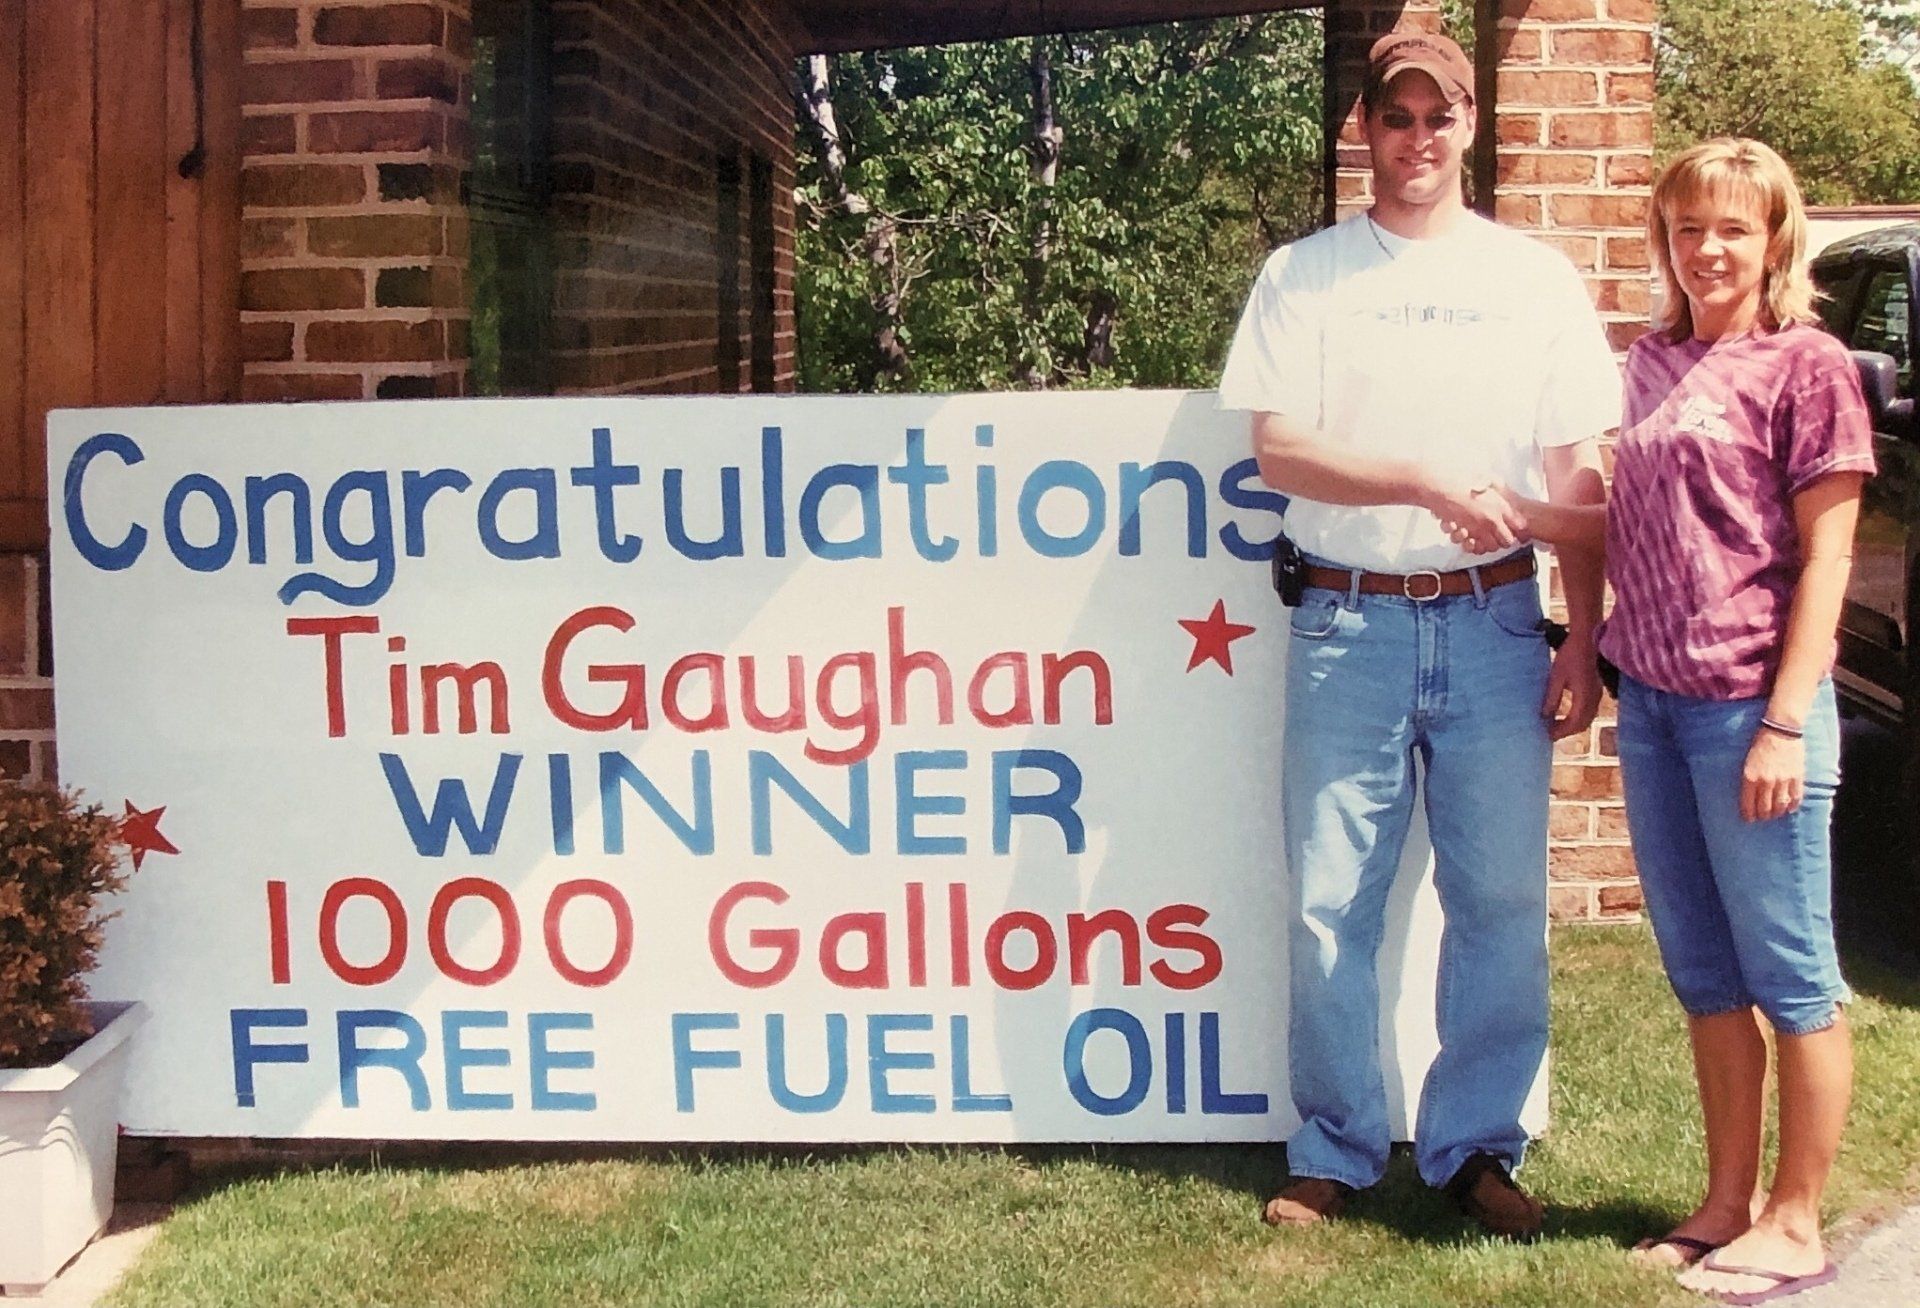 Congratulations
Tim Gaughan
WINNER
1000 Gallons
FREE FUEL OIL